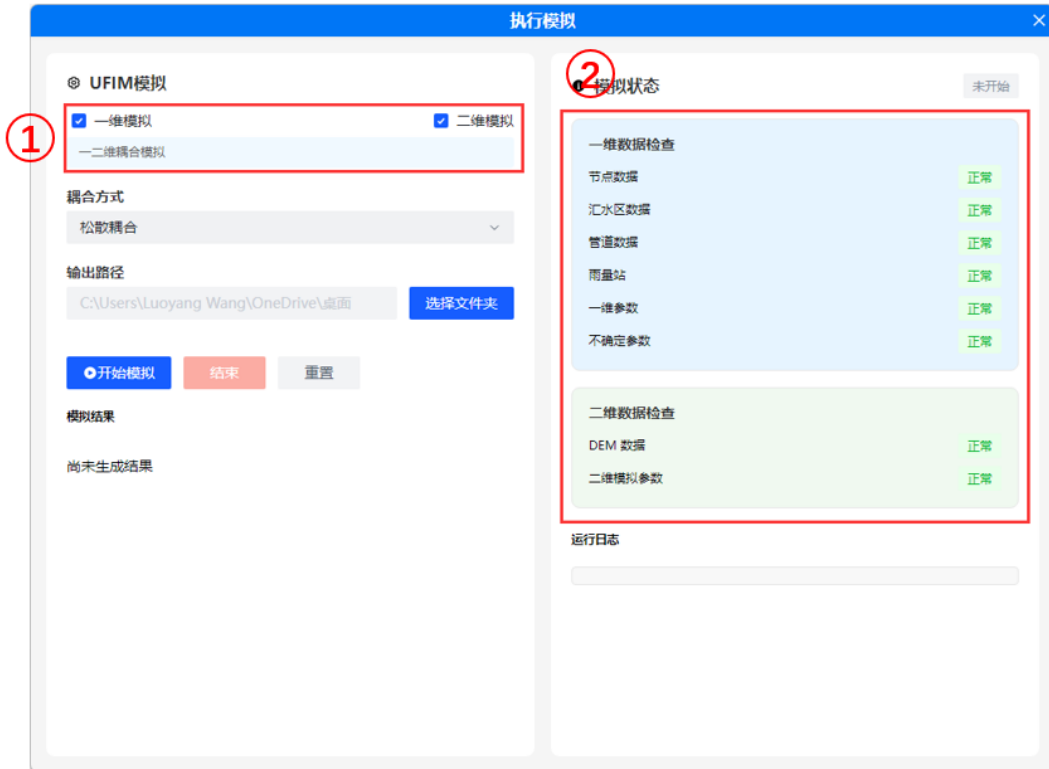 执行模拟
UFIM模拟
①
一维模拟 二维模拟
一二维耦合模拟
耦合方式
松散耦合
输出路径
C:\Users\Luoyang Wang\OneDrive\桌面 选择文件夹
开始模拟 结束 重置
模拟结果
尚未生成结果
②
模拟状态 未开始
一维数据检查
节点数据 正常
汇水区数据 正常
管道数据 正常
雨量站 正常
一维参数 正常
不确定参数 正常
二维数据检查
DEM 数据 正常
二维模拟参数 正常
运行日志